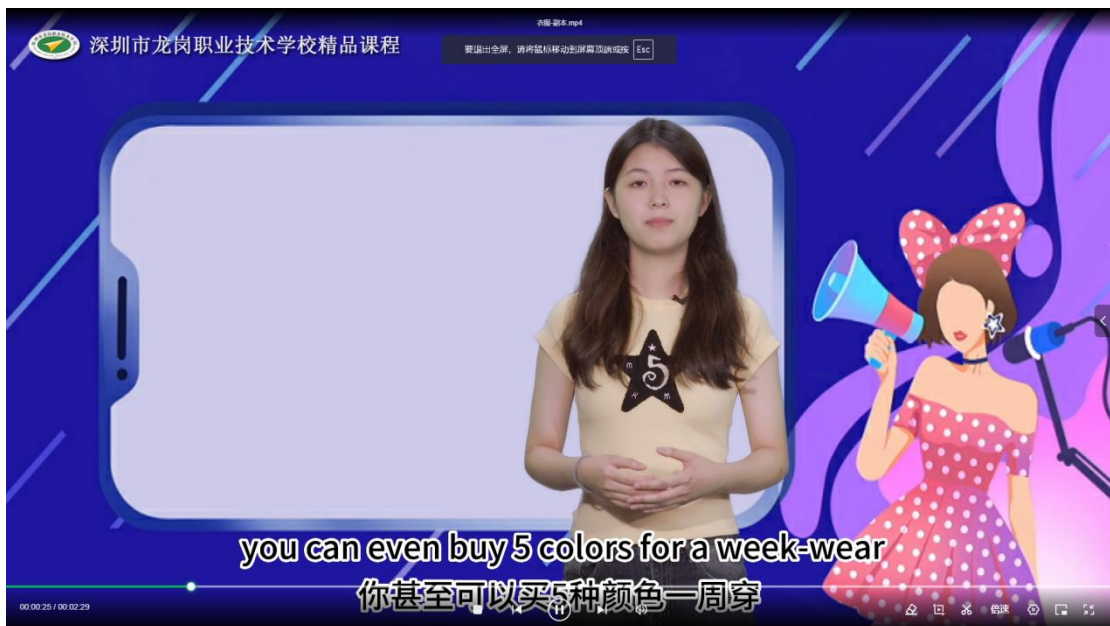 衣服-副本.mp4
深圳市龙岗职业技术学校精品课程
要退出全屏，请将鼠标移动到屏幕顶端或按 Esc
5
you can even buy 5 colors for a week-wear
你甚至可以买5种颜色一周穿
00:00:25 / 00:02:29
倍速